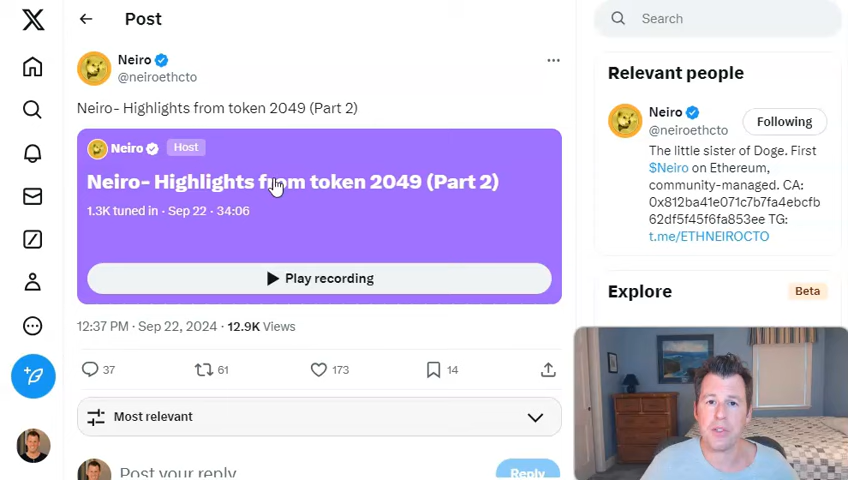 Post
Search
Neiro
@neiroethcto
Neiro- Highlights from token 2049 (Part 2)
Neiro
Host
Neiro- Highlights from token 2049 (Part 2)
1.3K tuned in · Sep 22 · 34:06
Play recording
12:37 PM · Sep 22, 2024 · 12.9K Views
37
61
173
14
Most relevant
Post your reply
Reply
Relevant people
Neiro
@neiroethcto
Following
The little sister of Doge. First
$Neiro on Ethereum,
community-managed. CA:
0x812ba41e071c7b7fa4ebcfb
62df5f45f6fa853ee TG:
t.me/ETHNEIROCTO
Explore
Beta